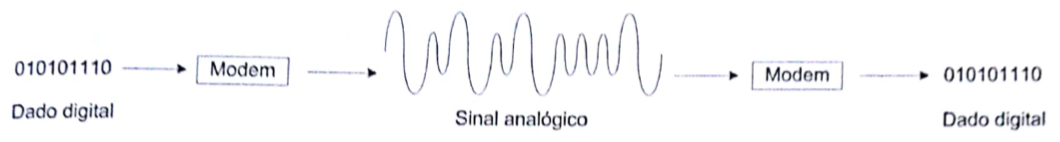 010101110
Modem
Modem
010101110
Dado digital
Sinal analógico
Dado digital